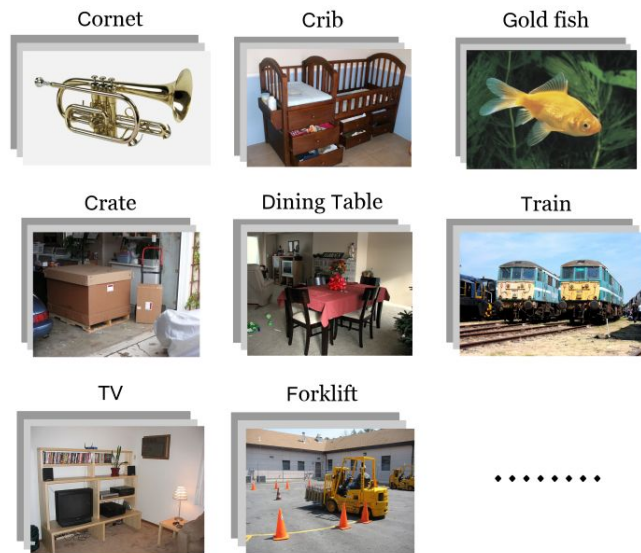 Cornet
Crib
Gold fish
Crate
Dining Table
Train
TV
Forklift
........